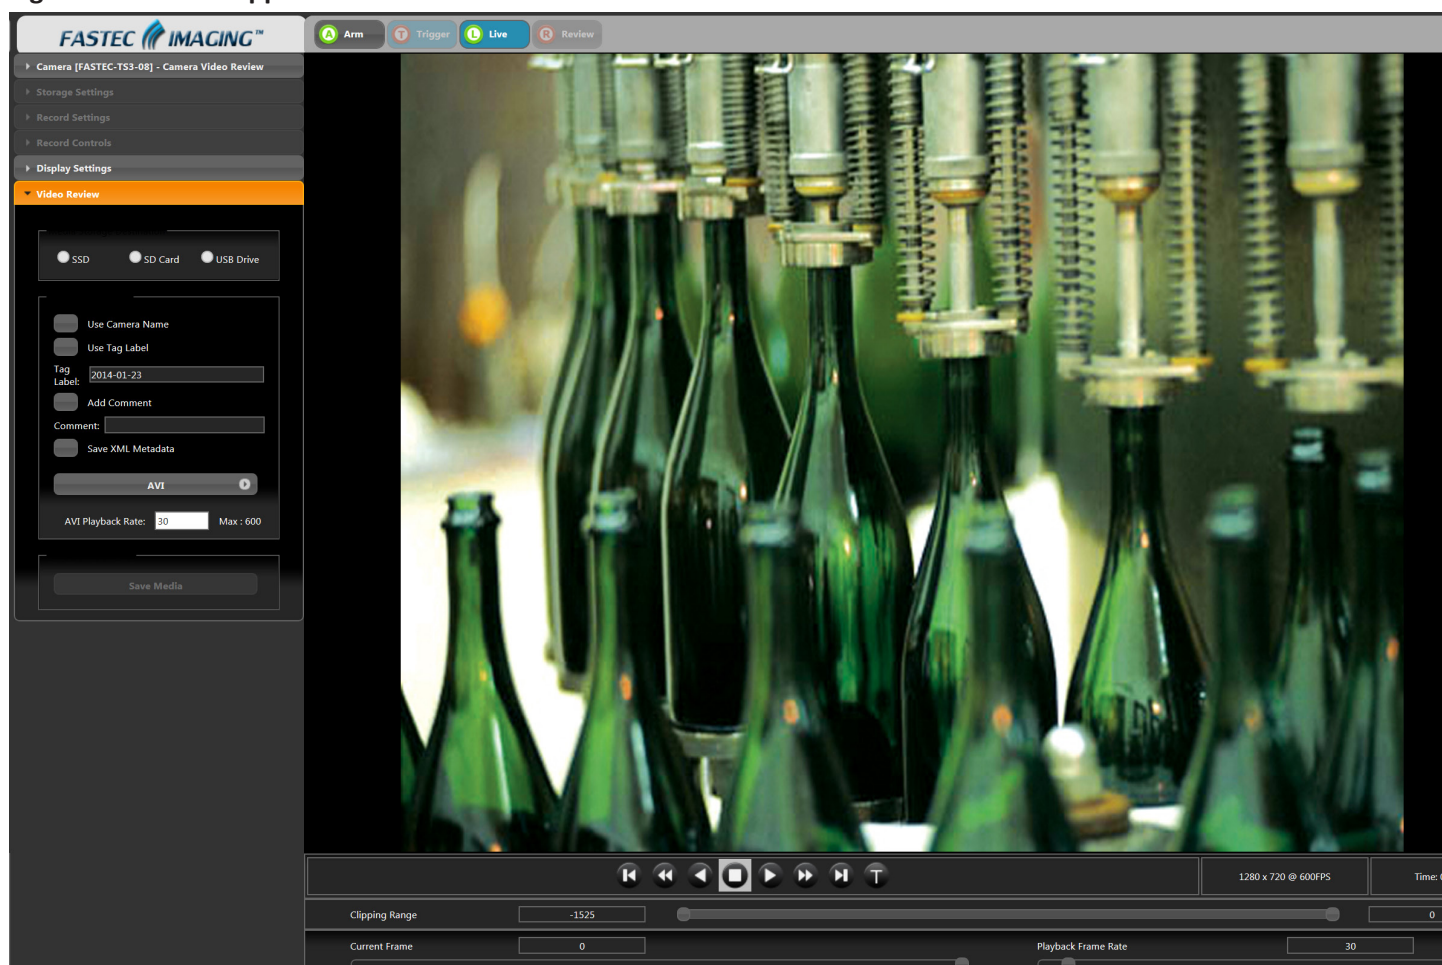 FASTEC IMAGING™
A Arm
T Trigger
L Live
R Review
Camera [FASTEC-TS3-08] - Camera Video Review
Storage Settings
Record Settings
Record Controls
Display Settings
Video Review
SSD
SD Card
USB Drive
Use Camera Name
Use Tag Label
Tag
Label: 2014-01-23
Add Comment
Comment:
Save XML Metadata
AVI
AVI Playback Rate: 30 Max : 600
Save Media
T
1280 x 720 @ 600FPS
Time:
Clipping Range -1525 0
Current Frame 0
Playback Frame Rate 30